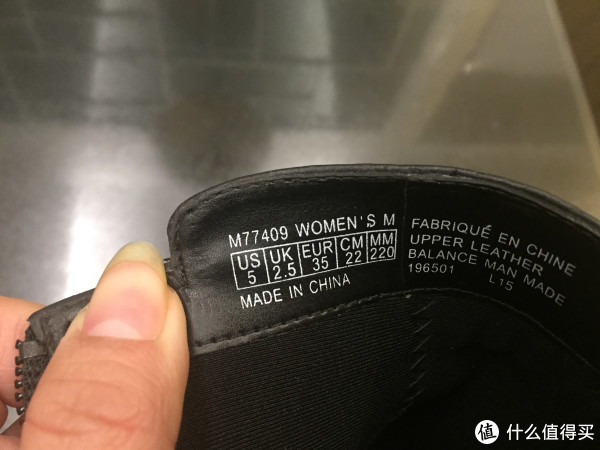 M77409 WOMEN'S M
US UK EUR CM MM
5 2.5 35 22 220
MADE IN CHINA
FABRIQUÉ EN CHINE
UPPER LEATHER
BALANCE MAN MADE
196501 L15
值 什么值得买